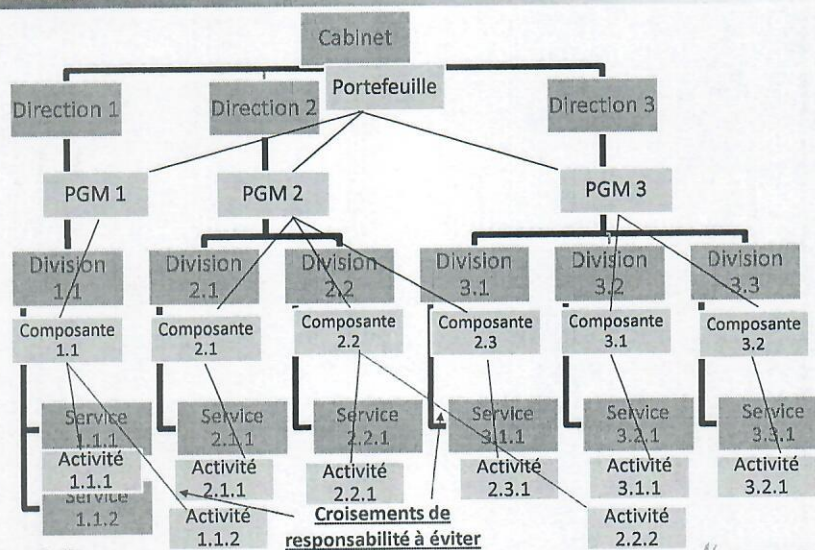 Cabinet
Portefeuille
Direction 1
Direction 2
Direction 3
PGM 1
PGM 2
PGM 3
Division
1.1
Division
2.1
Division
2.2
Division
3.1
Division
3.2
Division
3.3
Composante
1.1
Composante
2.1
Composante
2.2
Composante
2.3
Composante
3.1
Composante
3.2
Service
1.1.1
Service
2.1.1
Service
2.2.1
Service
3.1.1
Service
3.2.1
Service
3.3.1
Activité
1.1.1
Activité
2.1.1
Activité
2.2.1
Activité
2.3.1
Activité
3.1.1
Activité
3.2.1
Service
1.1.2
Activité
1.1.2
Croisements de
responsabilité à éviter
Activité
2.2.2